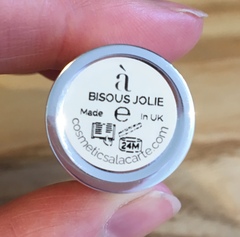 à
BISOUS JOLIE
Made e in UK
24M
cosmeticsalacarte.com